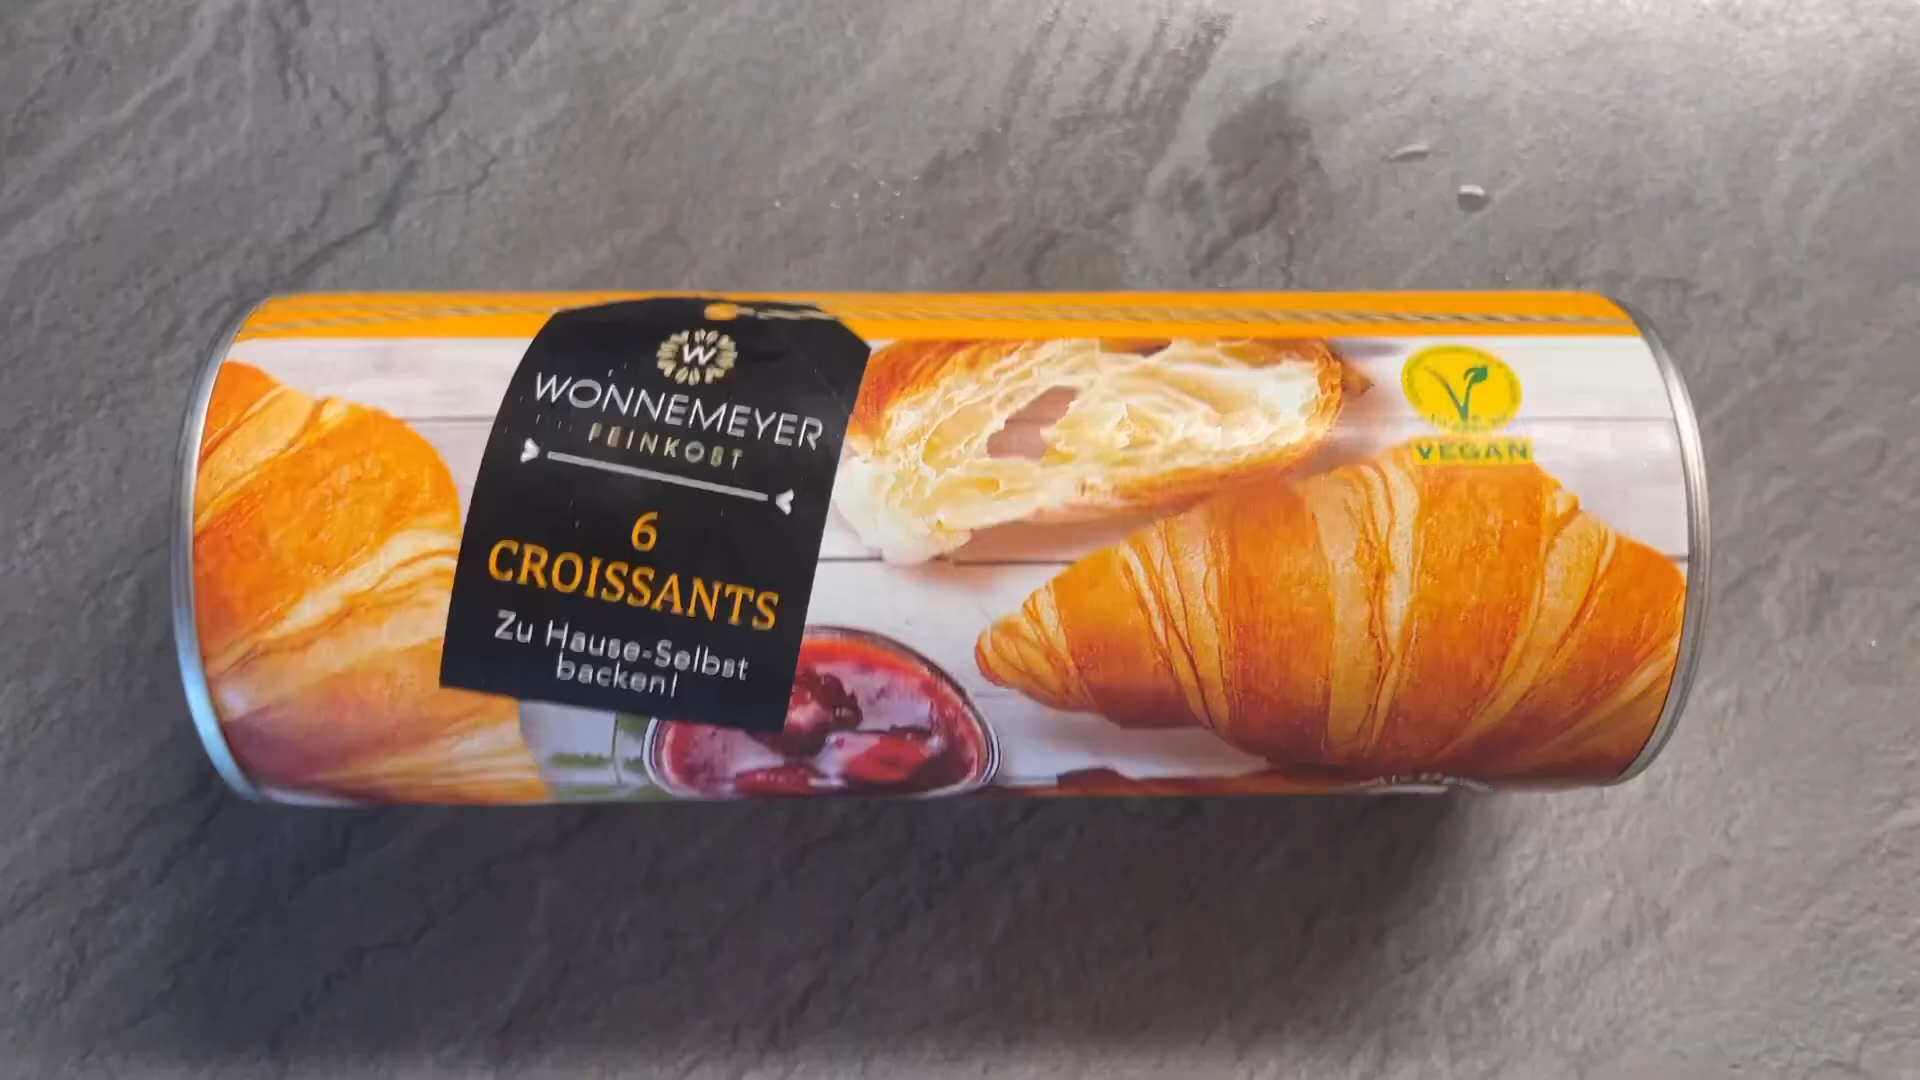 W
WONNEMEYER
FEINKOST
6
CROISSANTS
Zu Hause-Selbst
backen!
VEGAN